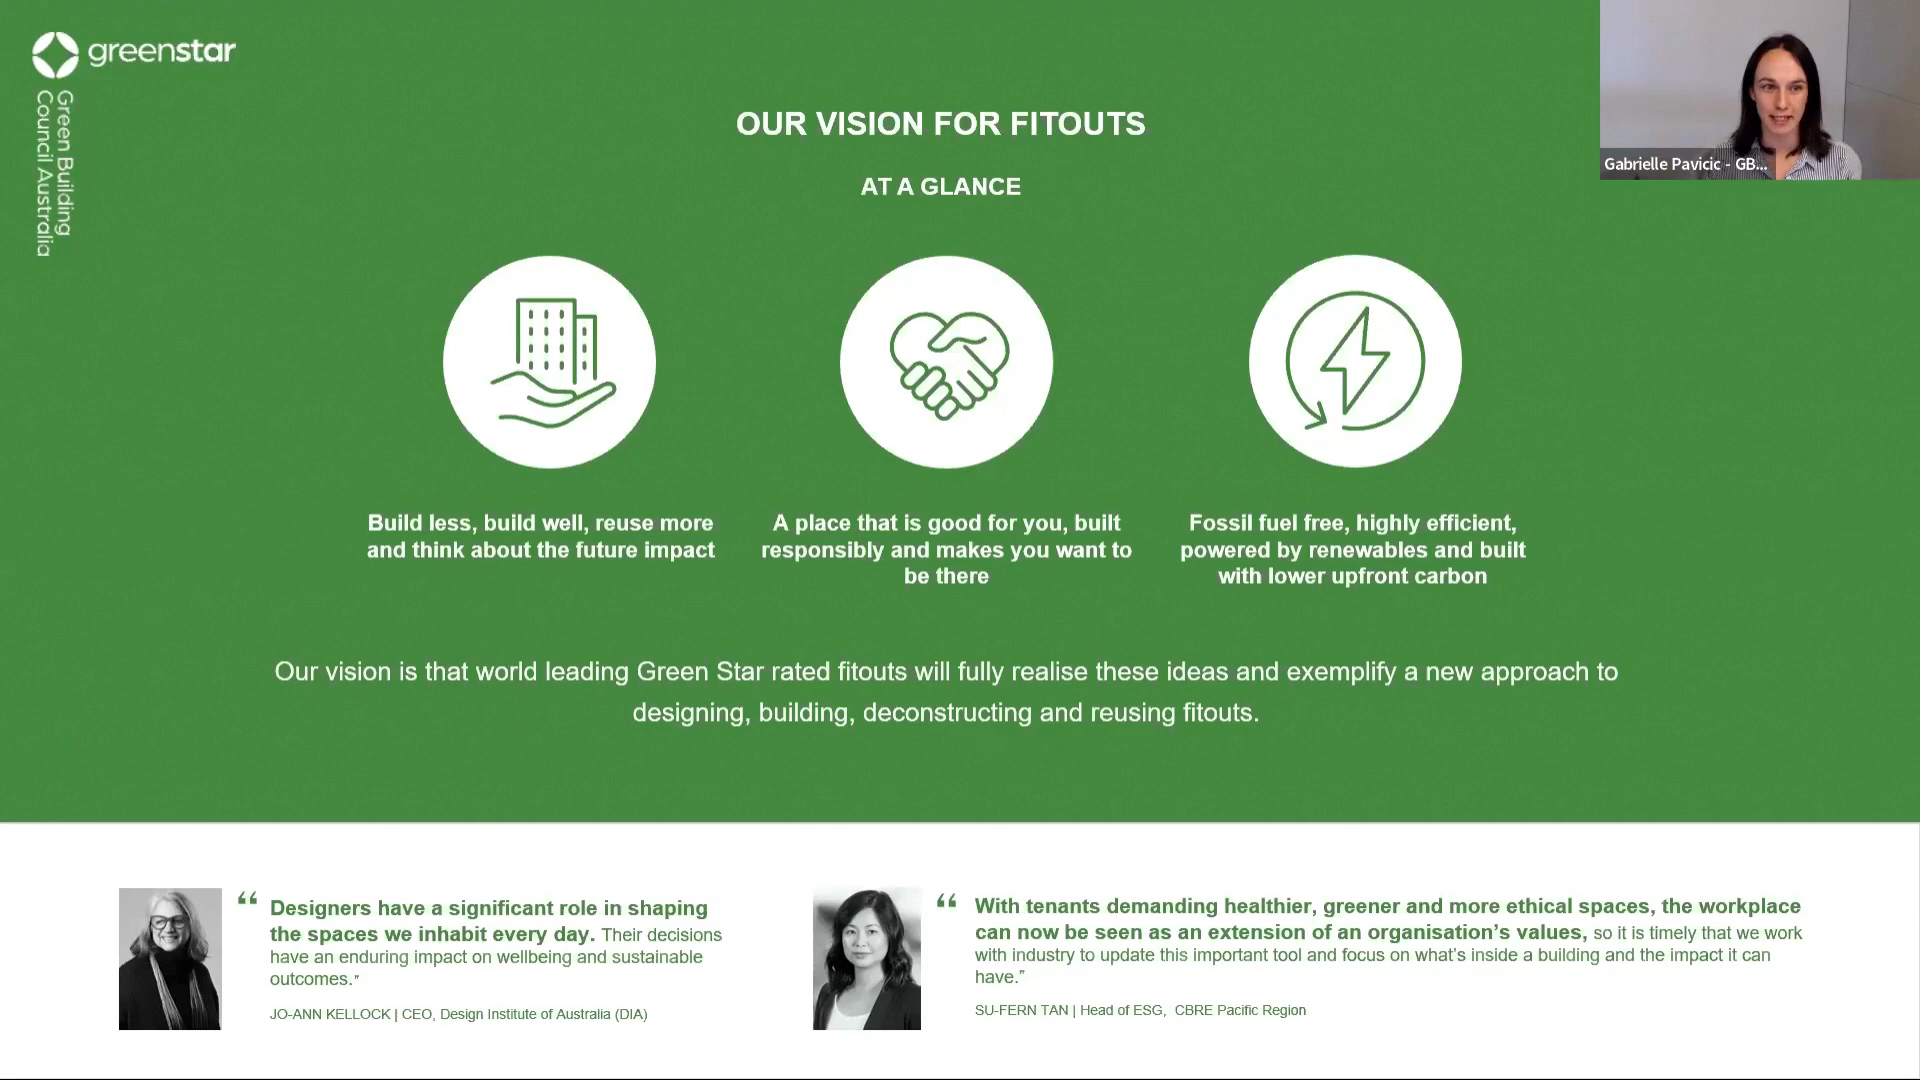 greenstar
Green Building
Council Australia
OUR VISION FOR FITOUTS
AT A GLANCE
Gabrielle Pavicic - GB...
Build less, build well, reuse more
and think about the future impact
A place that is good for you, built
responsibly and makes you want to
be there
Fossil fuel free, highly efficient,
powered by renewables and built
with lower upfront carbon
Our vision is that world leading Green Star rated fitouts will fully realise these ideas and exemplify a new approach to
designing, building, deconstructing and reusing fitouts.
“ Designers have a significant role in shaping
the spaces we inhabit every day. Their decisions
have an enduring impact on wellbeing and sustainable
outcomes.”
JO-ANN KELLOCK | CEO, Design Institute of Australia (DIA)
“ With tenants demanding healthier, greener and more ethical spaces, the workplace
can now be seen as an extension of an organisation’s values, so it is timely that we work
with industry to update this important tool and focus on what’s inside a building and the impact it can
have.”
SU-FERN TAN | Head of ESG, CBRE Pacific Region